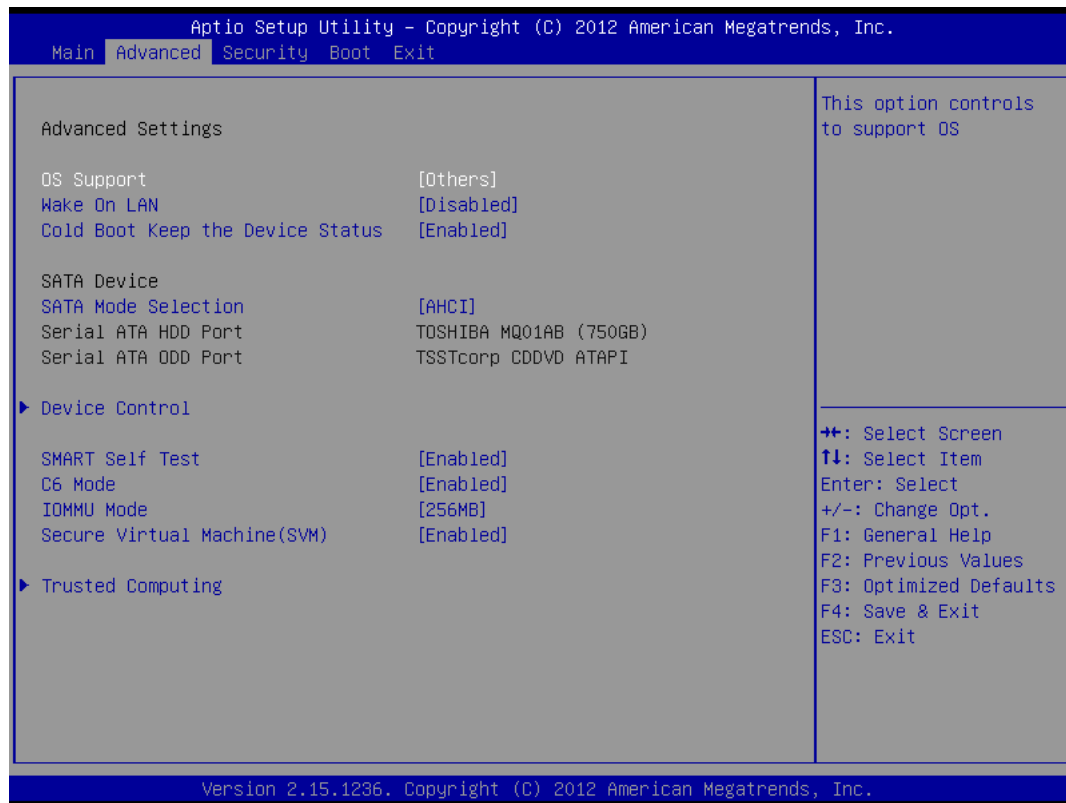 Aptio Setup Utility – Copyright (C) 2012 American Megatrends, Inc.
Main Advanced Security Boot Exit
Advanced Settings
OS Support [Others]
Wake On LAN [Disabled]
Cold Boot Keep the Device Status [Enabled]
SATA Device
SATA Mode Selection [AHCI]
Serial ATA HDD Port TOSHIBA MQ01AB (750GB)
Serial ATA ODD Port TSSTcorp CDDVD ATAPI
Device Control
SMART Self Test [Enabled]
C6 Mode [Enabled]
IOMMU Mode [256MB]
Secure Virtual Machine(SVM) [Enabled]
Trusted Computing
This option controls
to support OS
→←: Select Screen
↑↓: Select Item
Enter: Select
+/-: Change Opt.
F1: General Help
F2: Previous Values
F3: Optimized Defaults
F4: Save & Exit
ESC: Exit
Version 2.15.1236. Copyright (C) 2012 American Megatrends, Inc.